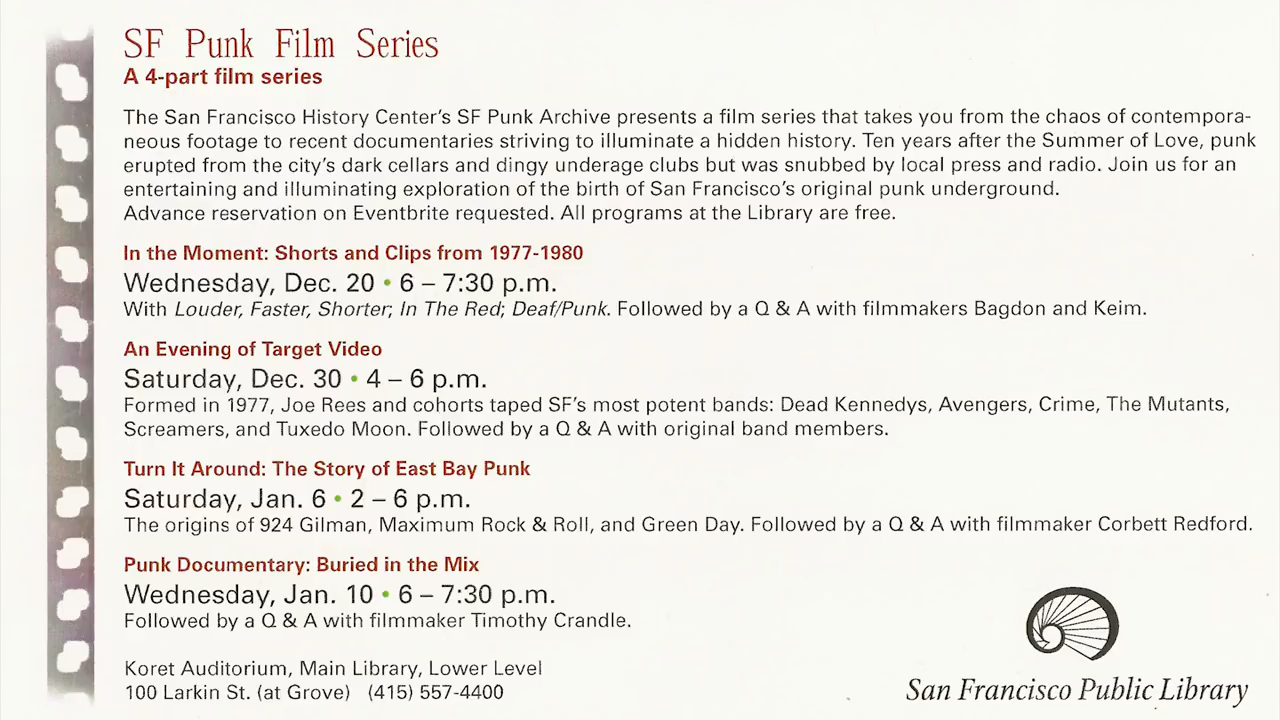 SF Punk Film Series
A 4-part film series
The San Francisco History Center's SF Punk Archive presents a film series that takes you from the chaos of contempora-
neous footage to recent documentaries striving to illuminate a hidden history. Ten years after the Summer of Love, punk
erupted from the city's dark cellars and dingy underage clubs but was snubbed by local press and radio. Join us for an
entertaining and illuminating exploration of the birth of San Francisco's original punk underground.
Advance reservation on Eventbrite requested. All programs at the Library are free.
In the Moment: Shorts and Clips from 1977-1980
Wednesday, Dec. 20 • 6 – 7:30 p.m.
With Louder, Faster, Shorter; In The Red; Deaf/Punk. Followed by a Q & A with filmmakers Bagdon and Keim.
An Evening of Target Video
Saturday, Dec. 30 • 4 – 6 p.m.
Formed in 1977, Joe Rees and cohorts taped SF's most potent bands: Dead Kennedys, Avengers, Crime, The Mutants,
Screamers, and Tuxedo Moon. Followed by a Q & A with original band members.
Turn It Around: The Story of East Bay Punk
Saturday, Jan. 6 • 2 – 6 p.m.
The origins of 924 Gilman, Maximum Rock & Roll, and Green Day. Followed by a Q & A with filmmaker Corbett Redford.
Punk Documentary: Buried in the Mix
Wednesday, Jan. 10 • 6 – 7:30 p.m.
Followed by a Q & A with filmmaker Timothy Crandle.
Koret Auditorium, Main Library, Lower Level
100 Larkin St. (at Grove) (415) 557-4400
San Francisco Public Library